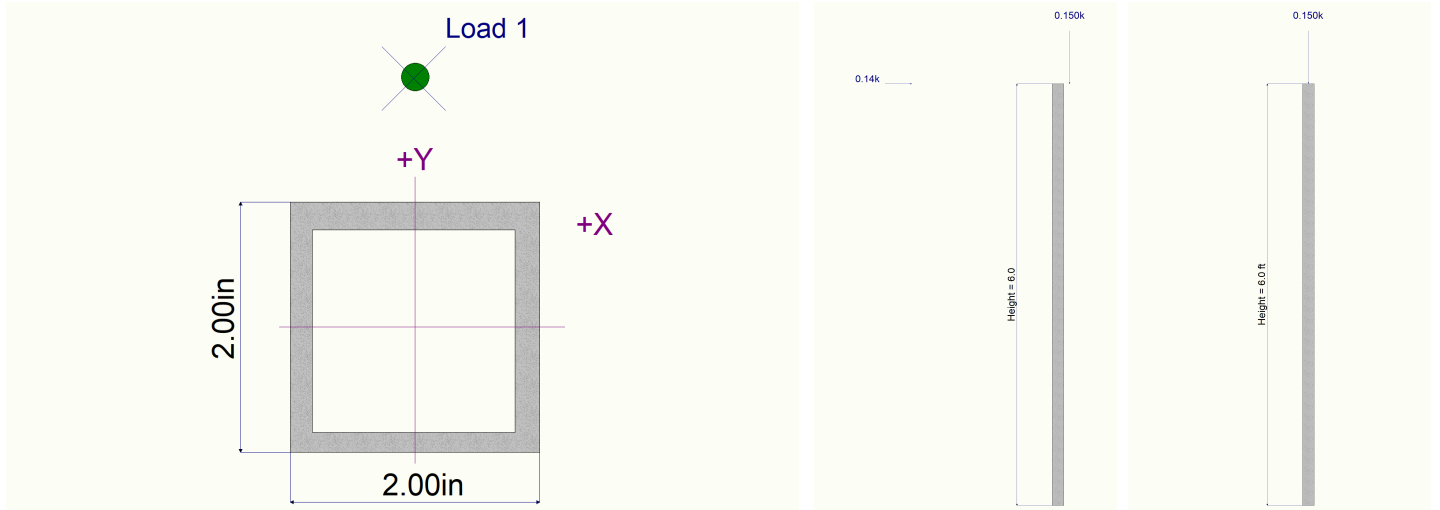 Load 1
+Y
+X
2.00in
2.00in
0.150k
0.14k
Height = 6.0
0.150k
Height = 6.0 ft